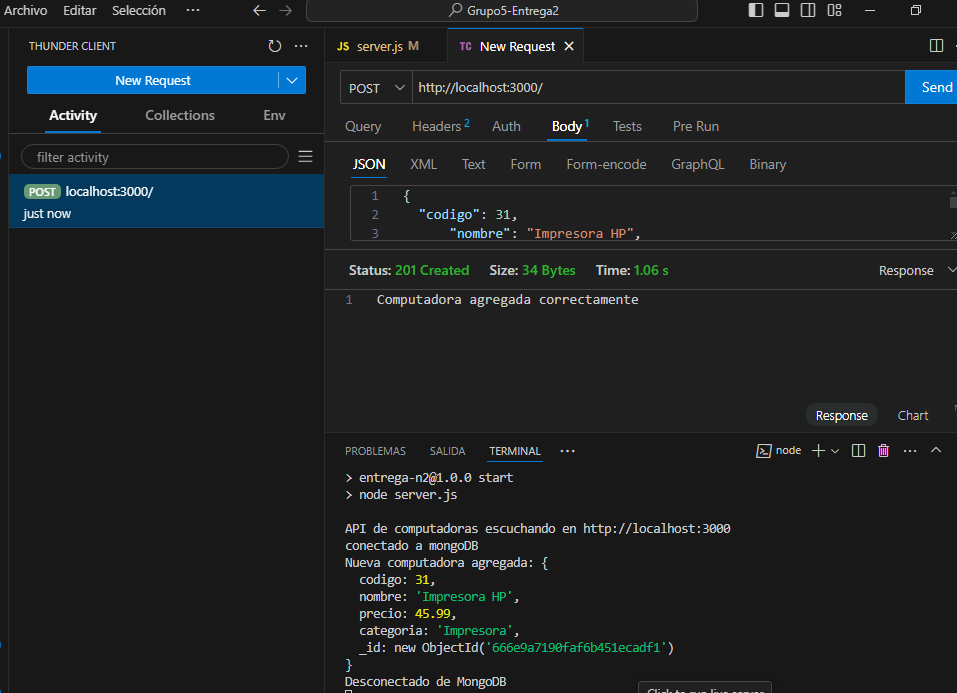 Archivo Editar Selección ··· Grupo5-Entrega2
THUNDER CLIENT
New Request
Activity Collections Env
filter activity
POST localhost:3000/
just now
JS server.js M TC New Request
POST http://localhost:3000/ Send
Query Headers 2 Auth Body 1 Tests Pre Run
JSON XML Text Form Form-encode GraphQL Binary
1 {
2 "codigo": 31,
3 "nombre": "Impresora HP",
Status: 201 Created Size: 34 Bytes Time: 1.06 s Response
1 Computadora agregada correctamente
Response Chart
PROBLEMAS SALIDA TERMINAL ··· node
> entrega-n2@1.0.0 start
> node server.js
API de computadoras escuchando en http://localhost:3000
conectado a mongoDB
Nueva computadora agregada: {
codigo: 31,
nombre: 'Impresora HP',
precio: 45.99,
categoria: 'Impresora',
_id: new ObjectId('666e9a7190faf6b451ecadf1')
}
Desconectado de MongoDB
Click to run live server